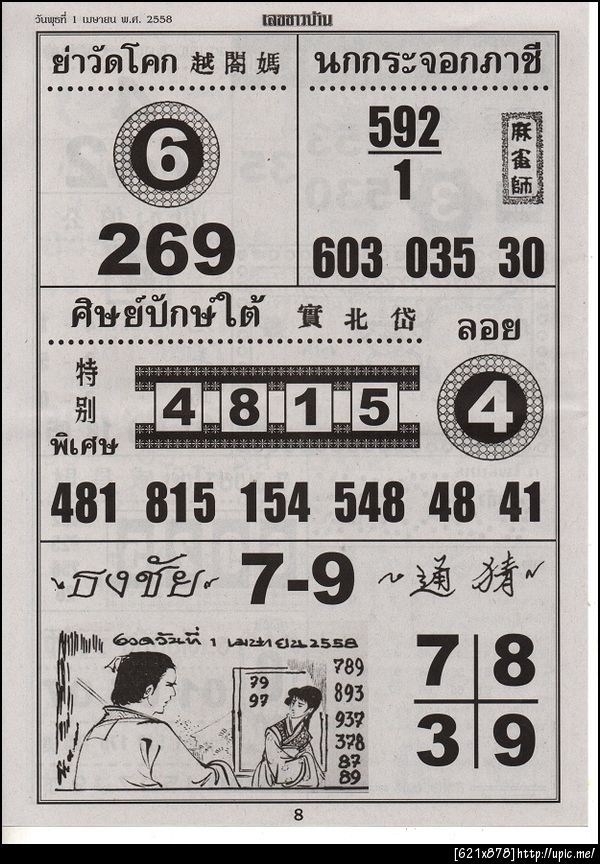 วันพุธที่ 1 เมษายน พ.ศ. 2558
เลขชาวบ้าน
ย่าวัดโคก 越閣媽
6
269
นกกระจอกภาชี
592
1
麻雀師
603 035 30
ศิษย์ปักษ์ใต้ 實北岱
ลอย
特别
พิเศษ
4 8 1 5
4
481 815 154 548 48 41
ธงชัย 7-9 通猜
งวดวันที่ 1 เมษายน 2558
79
97
789
893
937
378
87
89
7 8
3 9
8
[621x878]http://upic.me/